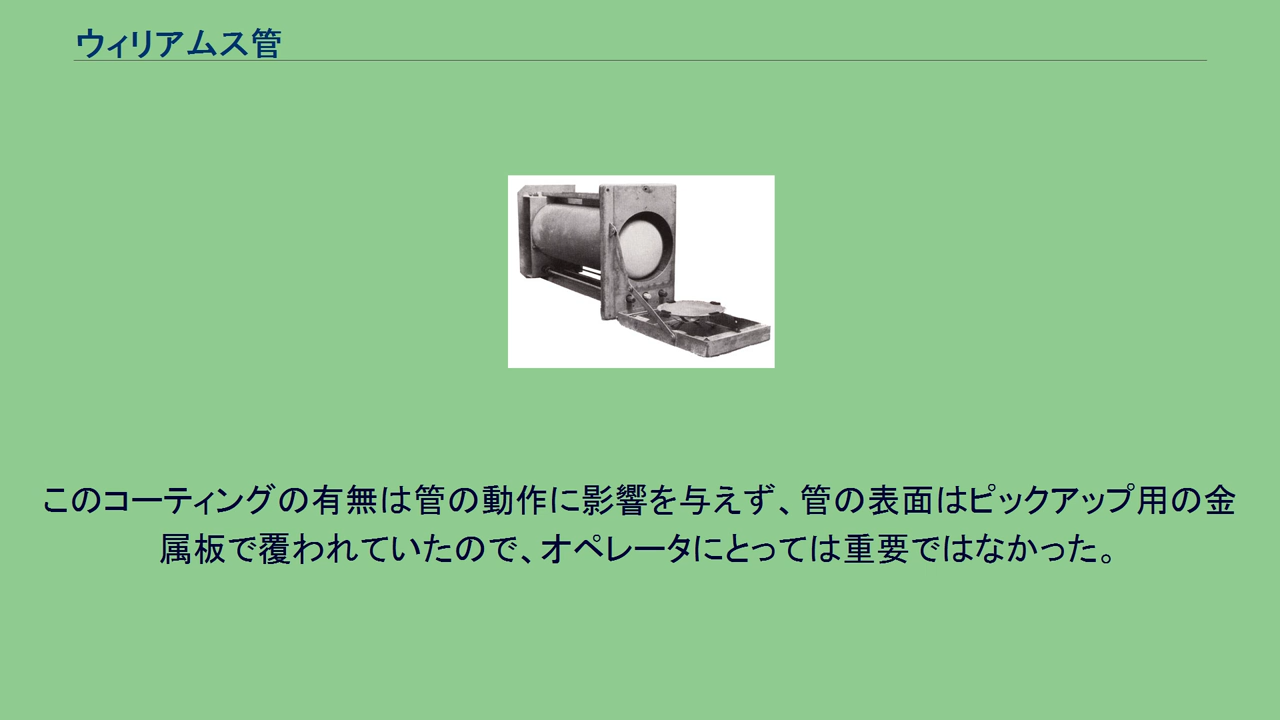 ウィリアムス管
このコーティングの有無は管の動作に影響を与えず、管の表面はピックアップ用の金
属板で覆われていたので、オペレータにとっては重要ではなかった。